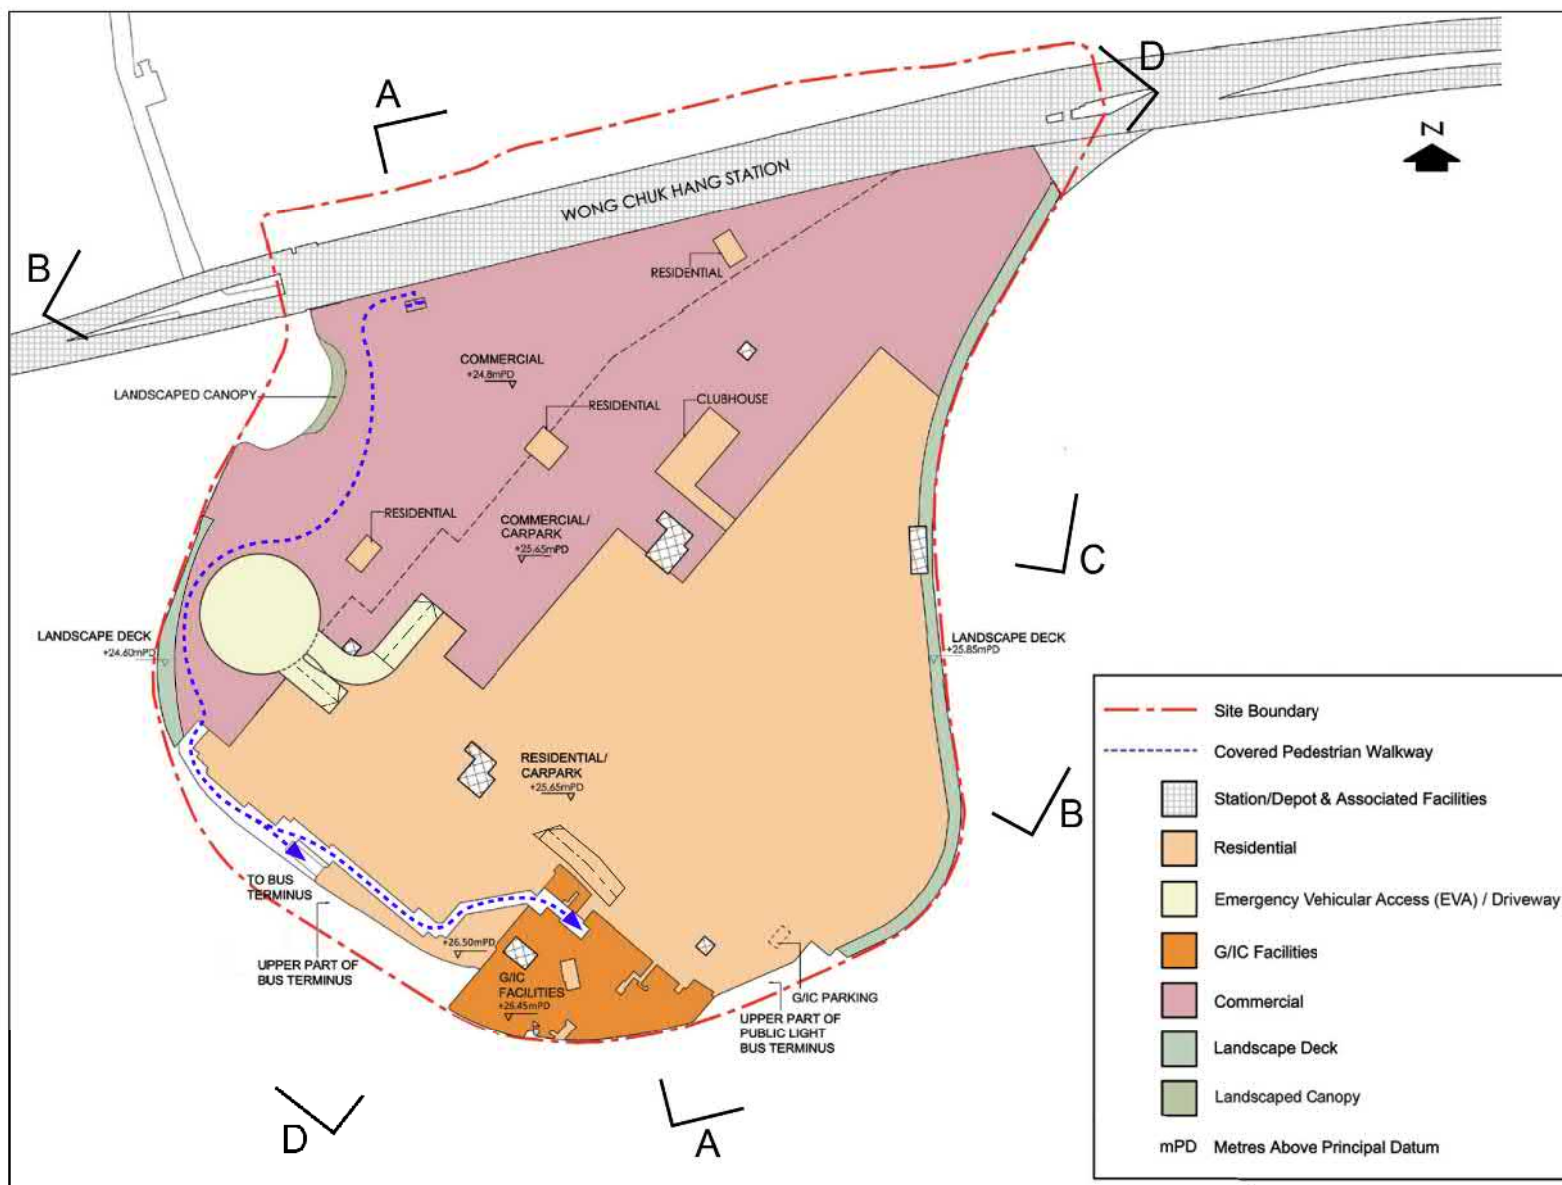 A
D
N
WONG CHUK HANG STATION
B
RESIDENTIAL
COMMERCIAL
+24.8mPD
LANDSCAPED CANOPY
RESIDENTIAL
CLUBHOUSE
RESIDENTIAL
COMMERCIAL/
CARPARK
+25.65mPD
C
LANDSCAPE DECK
+24.60mPD
LANDSCAPE DECK
+25.85mPD
RESIDENTIAL/
CARPARK
+25.65mPD
B
TO BUS
TERMINUS
UPPER PART OF
BUS TERMINUS
+26.50mPD
G/IC
FACILITIES
+26.45mPD
G/IC PARKING
UPPER PART OF
PUBLIC LIGHT
BUS TERMINUS
D
A
Site Boundary
Covered Pedestrian Walkway
Station/Depot & Associated Facilities
Residential
Emergency Vehicular Access (EVA) / Driveway
G/IC Facilities
Commercial
Landscape Deck
Landscaped Canopy
mPD Metres Above Principal Datum